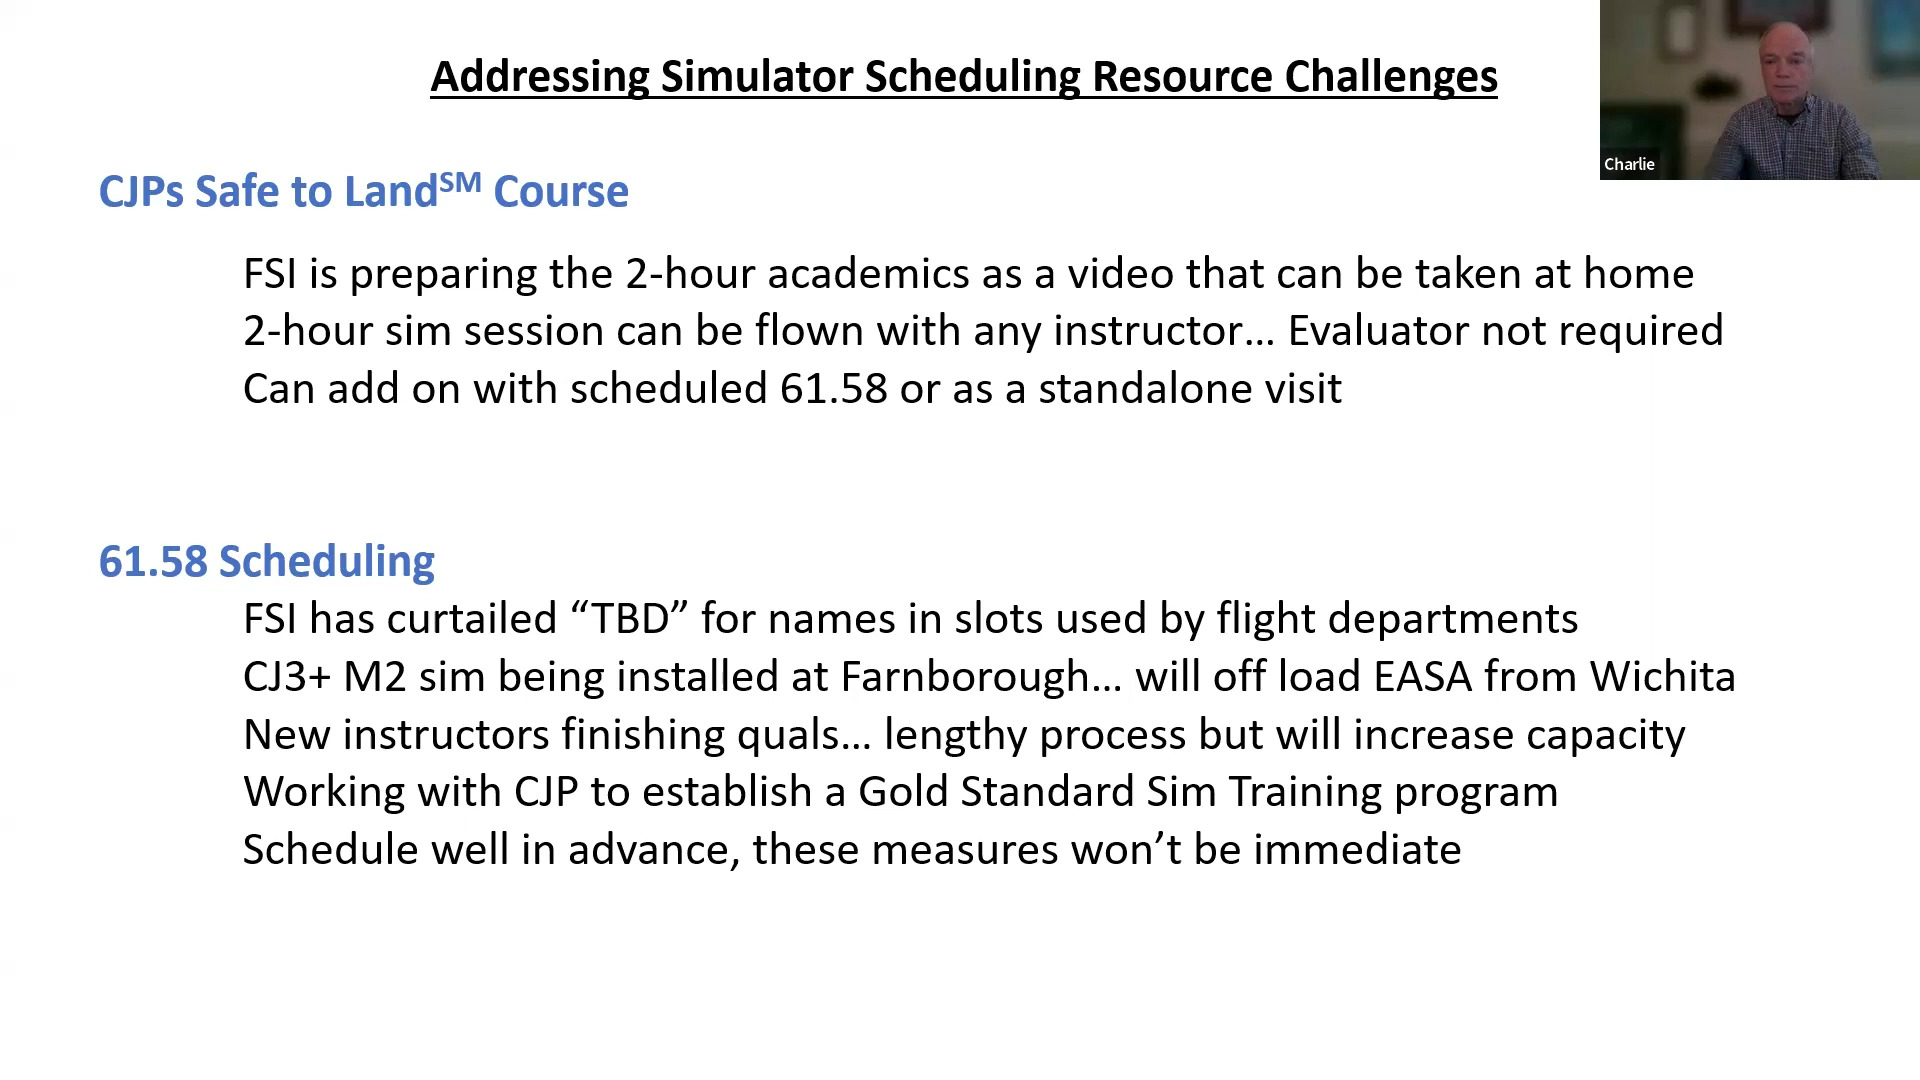 Addressing Simulator Scheduling Resource Challenges
Charlie
CJPs Safe to Land℠ Course
FSI is preparing the 2-hour academics as a video that can be taken at home
2-hour sim session can be flown with any instructor… Evaluator not required
Can add on with scheduled 61.58 or as a standalone visit
61.58 Scheduling
FSI has curtailed “TBD” for names in slots used by flight departments
CJ3+ M2 sim being installed at Farnborough… will off load EASA from Wichita
New instructors finishing quals… lengthy process but will increase capacity
Working with CJP to establish a Gold Standard Sim Training program
Schedule well in advance, these measures won’t be immediate